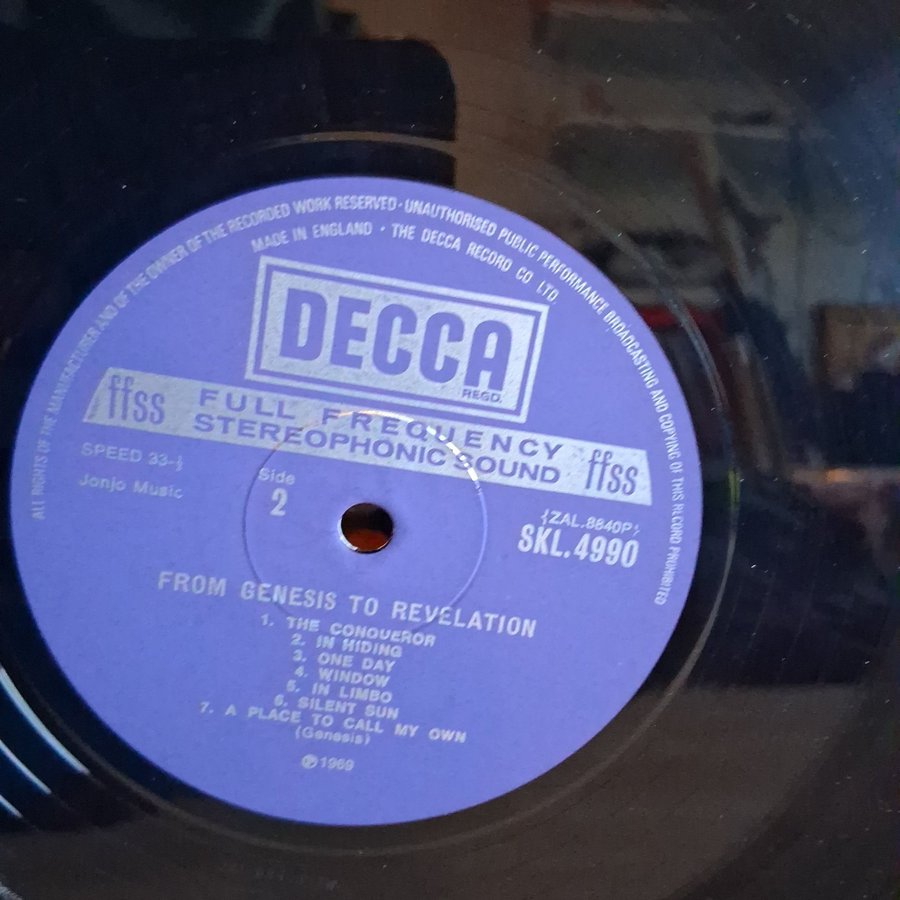 ALL RIGHTS OF THE MANUFACTURER AND OF THE OWNER OF THE RECORDED WORK RESERVED · UNAUTHORISED PUBLIC PERFORMANCE BROADCASTING AND COPYING OF THIS RECORD PROHIBITED
MADE IN ENGLAND · THE DECCA RECORD CO LTD.
DECCA
REGD.
ffss FULL FREQUENCY ffss
STEREOPHONIC SOUND
SPEED 33-⅓
Jonjo Music
Side
2
{ZAL.8840P}
SKL.4990
FROM GENESIS TO REVELATION
1. THE CONQUEROR
2. IN HIDING
3. ONE DAY
4. WINDOW
5. IN LIMBO
6. SILENT SUN
7. A PLACE TO CALL MY OWN
(Genesis)
℗1969